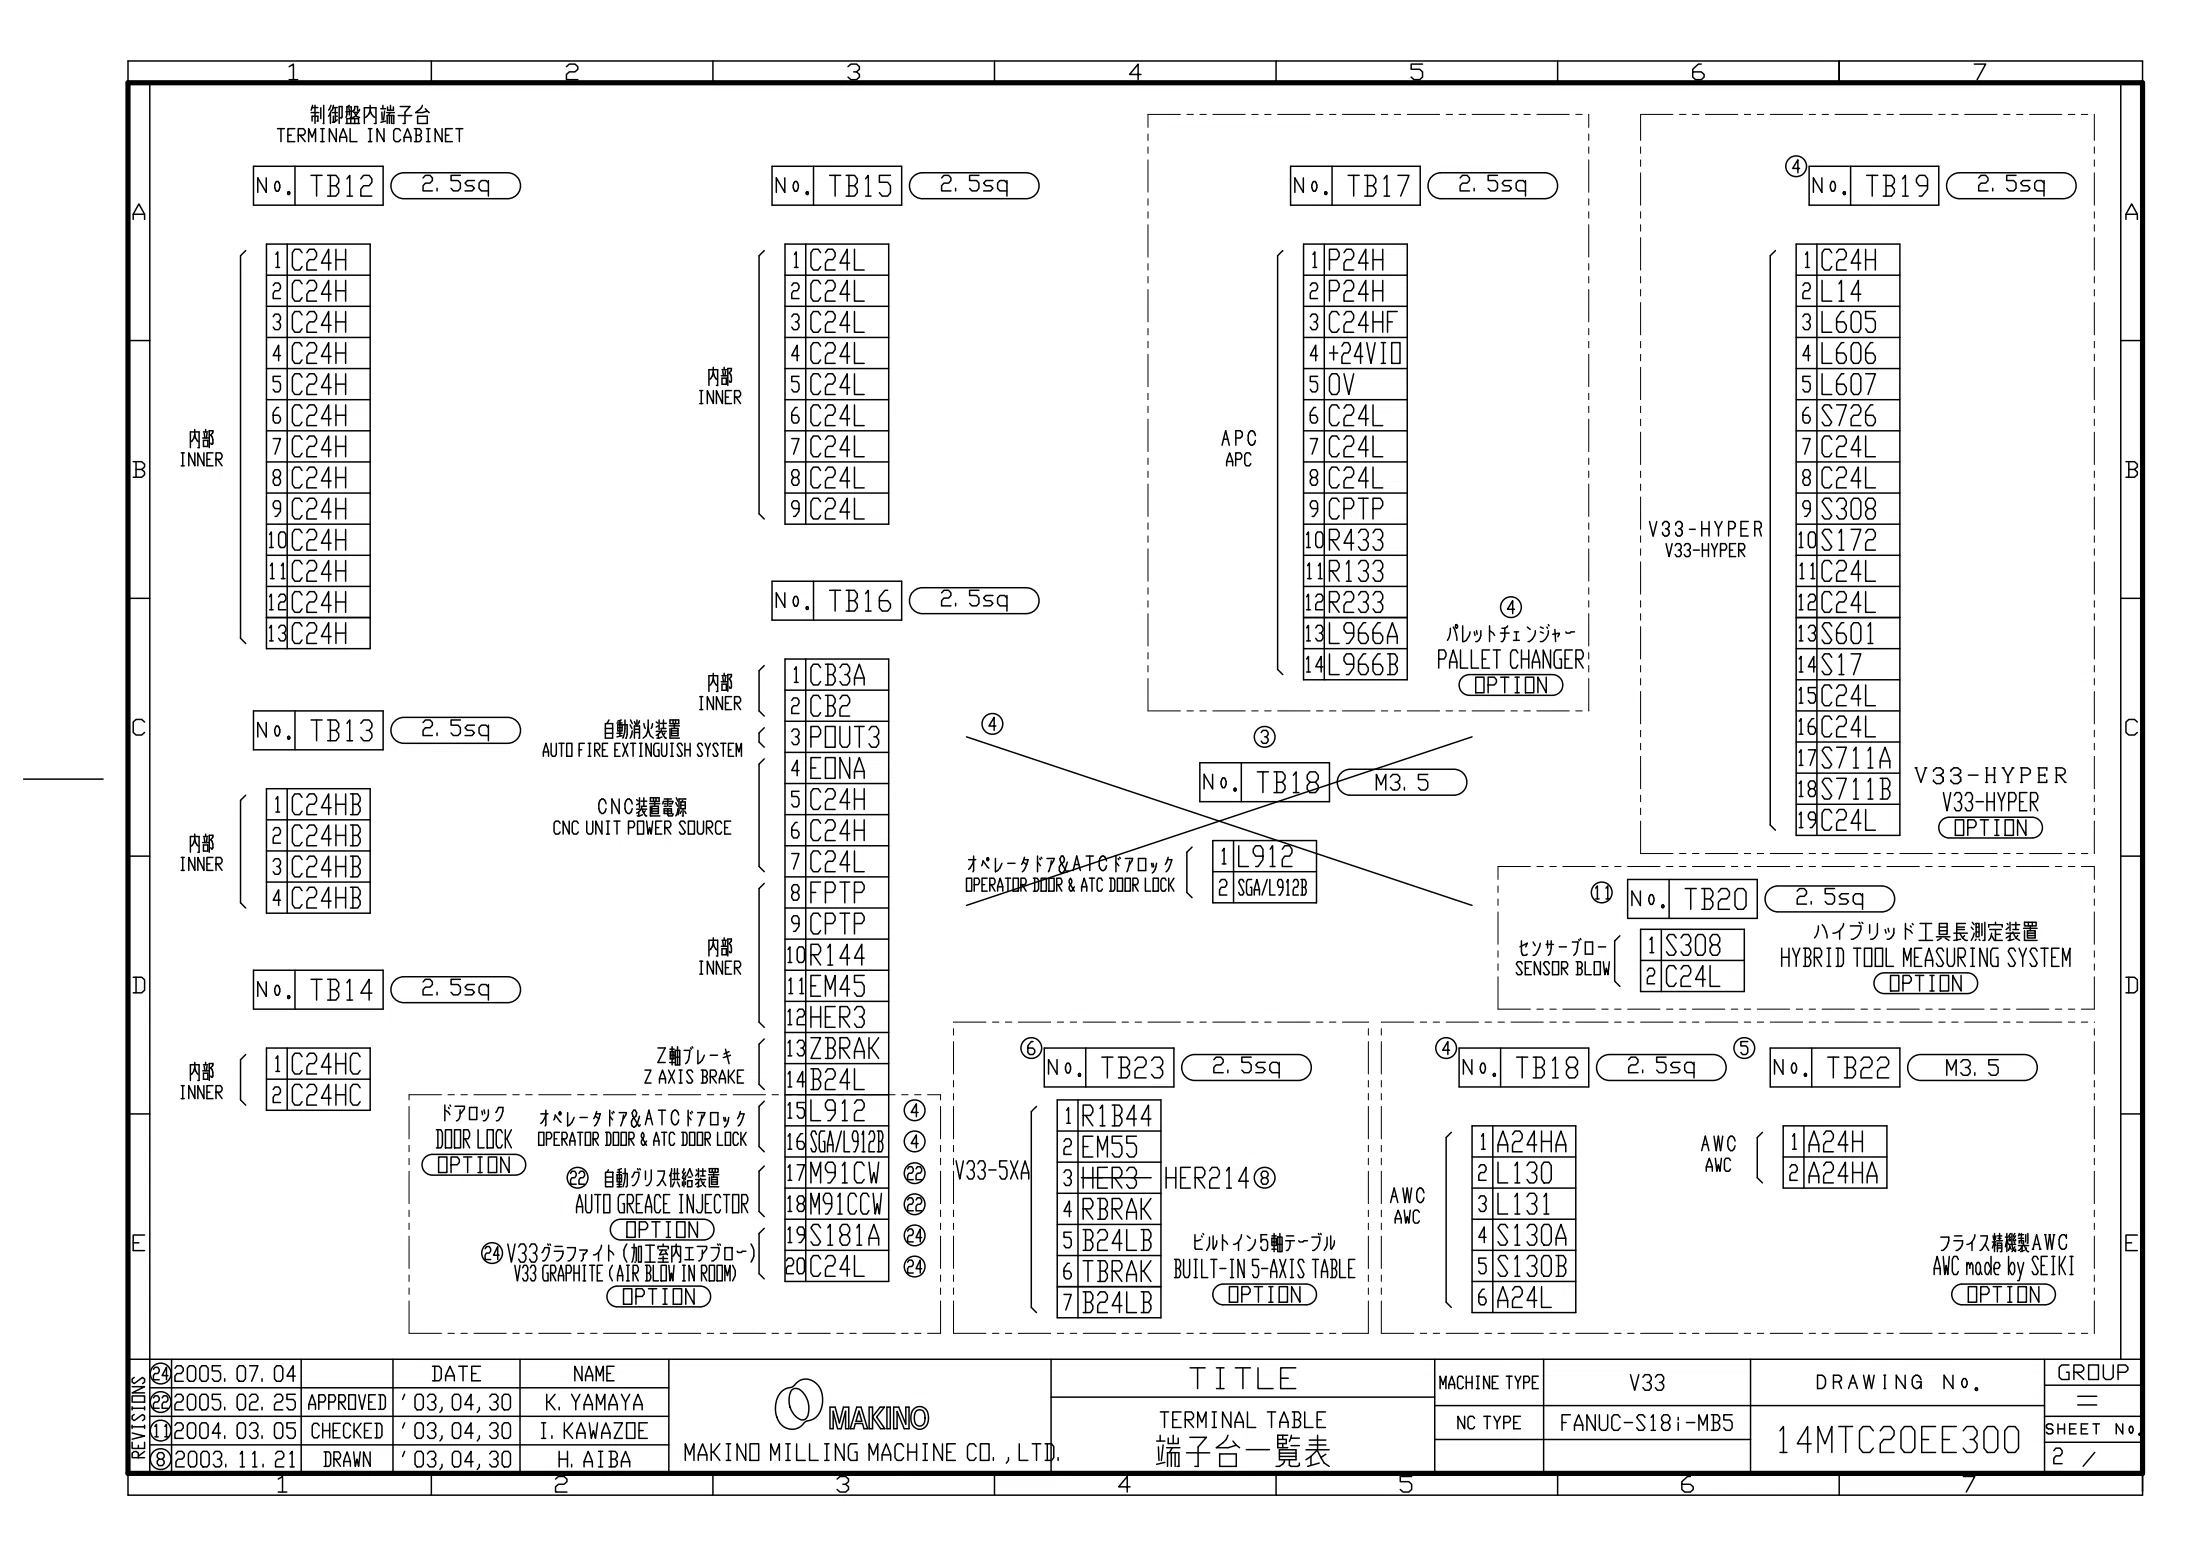 1 2 3 4 5 6 7
制御盤内端子台
TERMINAL IN CABINET
No. TB12 2.5sq
内部
INNER
1 C24H
2 C24H
3 C24H
4 C24H
5 C24H
6 C24H
7 C24H
8 C24H
9 C24H
10 C24H
11 C24H
12 C24H
13 C24H
No. TB13 2.5sq
内部
INNER
1 C24HB
2 C24HB
3 C24HB
4 C24HB
No. TB14 2.5sq
内部
INNER
1 C24HC
2 C24HC
No. TB15 2.5sq
内部
INNER
1 C24L
2 C24L
3 C24L
4 C24L
5 C24L
6 C24L
7 C24L
8 C24L
9 C24L
No. TB16 2.5sq
内部
INNER
1 CB3A
2 CB2
自動消火装置
AUTO FIRE EXTINGUISH SYSTEM
3 POUT3
CNC装置電源
CNC UNIT POWER SOURCE
4 EONA
5 C24H
6 C24H
7 C24L
内部
INNER
8 FPTP
9 CPTP
10 R144
11 EM45
12 HER3
Z軸ブレーキ
Z AXIS BRAKE
13 ZBRAK
14 B24L
ドアロック
DOOR LOCK
OPTION
オペレータドア&ATCドアロック
OPERATOR DOOR & ATC DOOR LOCK
15 L912 ④
16 SGA/L912B ④
㉒ 自動グリス供給装置
AUTO GREACE INJECTOR
OPTION
17 M91CW ㉒
18 M91CCW ㉒
㉔ V33グラファイト(加工室内エアブロー)
V33 GRAPHITE (AIR BLOW IN ROOM)
OPTION
19 S181A ㉔
20 C24L ㉔
No. TB17 2.5sq
APC
APC
1 P24H
2 P24H
3 C24HF
4 +24VIO
5 0V
6 C24L
7 C24L
8 C24L
9 CPTP
10 R433
11 R133
12 R233
13 L966A
14 L966B
④
パレットチェンジャー
PALLET CHANGER
OPTION
④ ③
No. TB18 M3.5
オペレータドア&ATCドアロック
OPERATOR DOOR & ATC DOOR LOCK
1 L912
2 SGA/L912B
④ No. TB19 2.5sq
V33-HYPER
V33-HYPER
1 C24H
2 L14
3 L605
4 L606
5 L607
6 S726
7 C24L
8 C24L
9 S308
10 S172
11 C24L
12 C24L
13 S601
14 S17
15 C24L
16 C24L
17 S711A
18 S711B
19 C24L
V33-HYPER
V33-HYPER
OPTION
⑪ No. TB20 2.5sq
センサーブロー
SENSOR BLOW
1 S308
2 C24L
ハイブリッド工具長測定装置
HYBRID TOOL MEASURING SYSTEM
OPTION
⑥ No. TB23 2.5sq
V33-5XA
1 R1B44
2 EM55
3 HER3 HER214⑧
4 RBRAK
5 B24LB
6 TBRAK
7 B24LB
ビルトイン5軸テーブル
BUILT-IN 5-AXIS TABLE
OPTION
④ No. TB18 2.5sq
AWC
AWC
1 A24HA
2 L130
3 L131
4 S130A
5 S130B
6 A24L
⑤ No. TB22 M3.5
AWC
AWC
1 A24H
2 A24HA
フライス精機製AWC
AWC made by SEIKI
OPTION
A A
B B
C C
D D
E E
REVISIONS
㉔ 2005. 07. 04 DATE NAME
㉒ 2005. 02. 25 APPROVED '03,04,30 K. YAMAYA
⑪ 2004. 03. 05 CHECKED '03,04,30 I. KAWAZOE
⑧ 2003. 11. 21 DRAWN '03,04,30 H. AIBA
MAKINO
MAKINO MILLING MACHINE CO.,LTD.
TITLE
TERMINAL TABLE
端子台一覧表
MACHINE TYPE V33
NC TYPE FANUC-S18i-MB5
DRAWING No.
14MTC20EE300
GROUP
=
SHEET No.
2 /
1 2 3 4 5 6 7